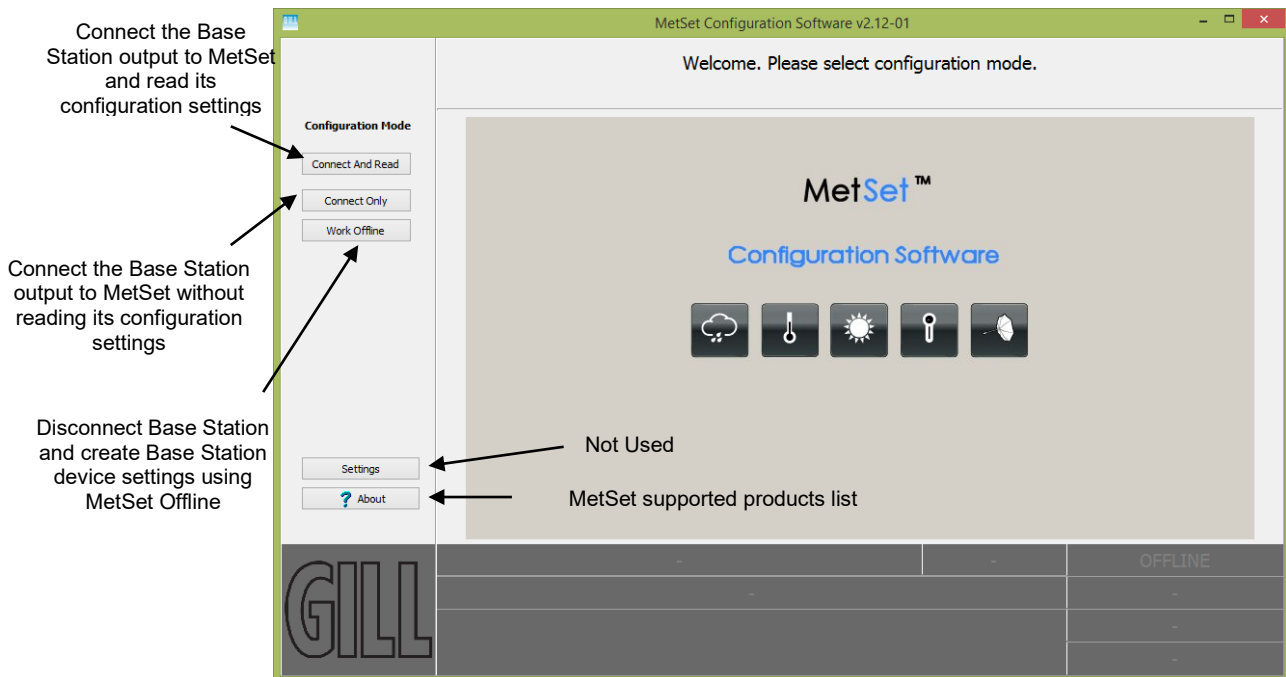 Connect the Base
Station output to MetSet
and read its
configuration settings
Connect the Base Station
output to MetSet without
reading its configuration
settings
Disconnect Base Station
and create Base Station
device settings using
MetSet Offline
MetSet Configuration Software v2.12-01
Welcome. Please select configuration mode.
Configuration Mode
Connect And Read
Connect Only
Work Offline
MetSet™
Configuration Software
Settings
? About
Not Used
MetSet supported products list
GILL
- - OFFLINE
- -
-
-